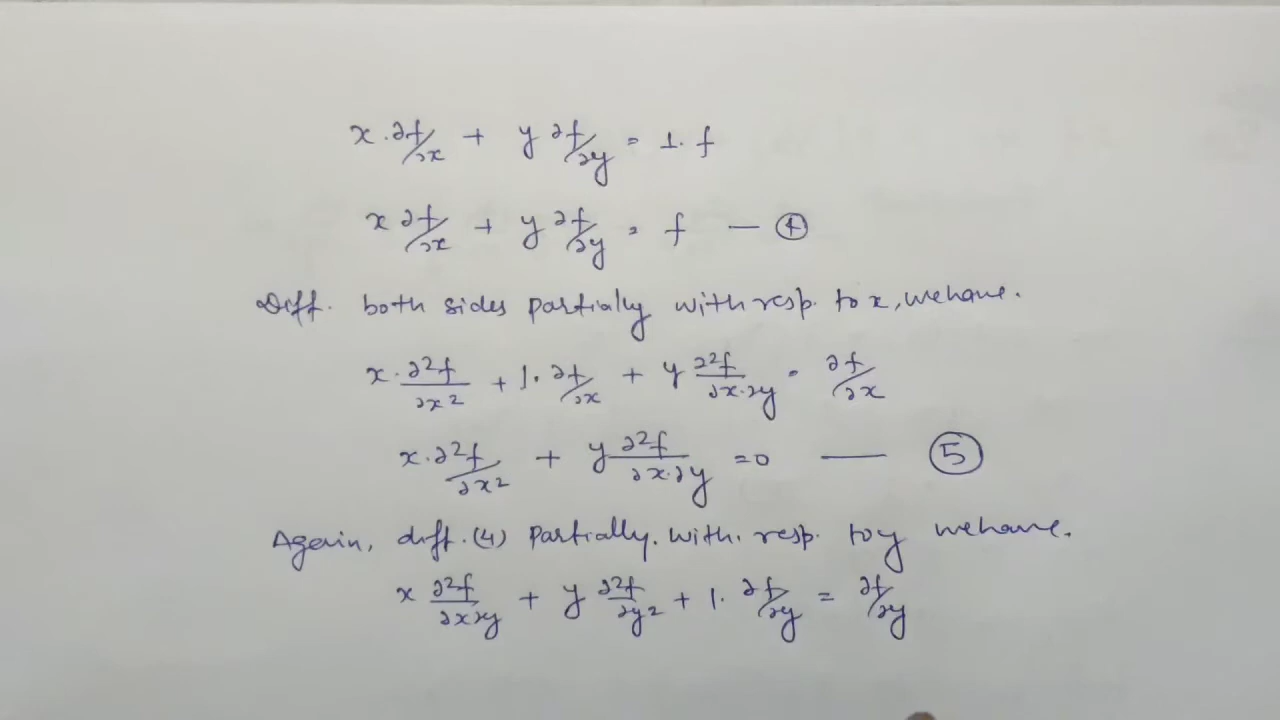 x · ∂f/∂x + y ∂f/∂y = 1. f
x ∂f/∂x + y ∂f/∂y = f — (4)
Diff. both sides partially with resp. to x, we have.
x · ∂²f/∂x² + 1 · ∂f/∂x + y ∂²f/∂x·∂y = ∂f/∂x
x · ∂²f/∂x² + y ∂²f/∂x·∂y = 0 — (5)
Again, diff. (4) Partially. with. resp. to y we have.
x ∂²f/∂x∂y + y ∂²f/∂y² + 1. ∂f/∂y = ∂f/∂y